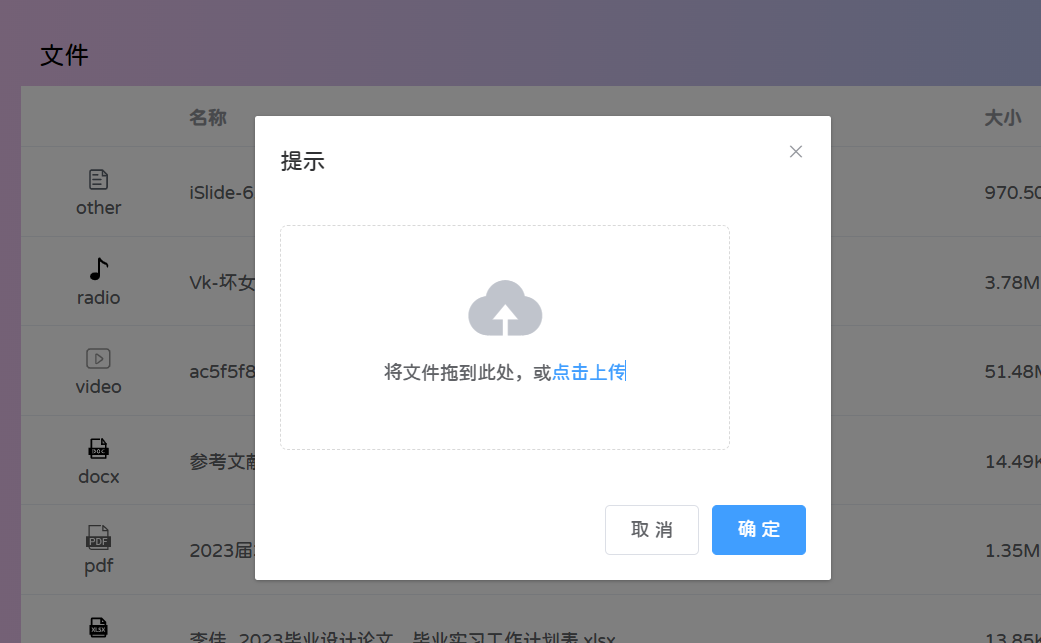 文件
名称 大小
提示
other iSlide-6 970.50
radio Vk-坏女 3.78M
将文件拖到此处，或点击上传
video ac5f5f8 51.48M
DOC
docx 参考文献 14.49K
取 消 确 定
PDF
pdf 2023届 1.35M
XLSX
李佳_2023毕业设计论文、毕业实习工作计划表.xlsx 13.85K